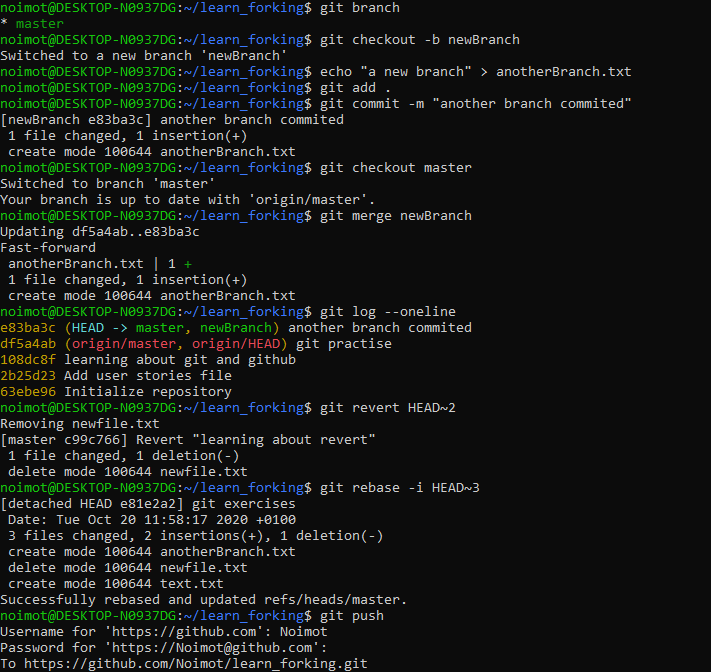 noimot@DESKTOP-N0937DG:~/learn_forking$ git branch
* master
noimot@DESKTOP-N0937DG:~/learn_forking$ git checkout -b newBranch
Switched to a new branch 'newBranch'
noimot@DESKTOP-N0937DG:~/learn_forking$ echo "a new branch" > anotherBranch.txt
noimot@DESKTOP-N0937DG:~/learn_forking$ git add .
noimot@DESKTOP-N0937DG:~/learn_forking$ git commit -m "another branch commited"
[newBranch e83ba3c] another branch commited
 1 file changed, 1 insertion(+)
 create mode 100644 anotherBranch.txt
noimot@DESKTOP-N0937DG:~/learn_forking$ git checkout master
Switched to branch 'master'
Your branch is up to date with 'origin/master'.
noimot@DESKTOP-N0937DG:~/learn_forking$ git merge newBranch
Updating df5a4ab..e83ba3c
Fast-forward
 anotherBranch.txt | 1 +
 1 file changed, 1 insertion(+)
 create mode 100644 anotherBranch.txt
noimot@DESKTOP-N0937DG:~/learn_forking$ git log --oneline
e83ba3c (HEAD -> master, newBranch) another branch commited
df5a4ab (origin/master, origin/HEAD) git practise
108dc8f learning about git and github
2b25d23 Add user stories file
63ebe96 Initialize repository
noimot@DESKTOP-N0937DG:~/learn_forking$ git revert HEAD~2
Removing newfile.txt
[master c99c766] Revert "learning about revert"
 1 file changed, 1 deletion(-)
 delete mode 100644 newfile.txt
noimot@DESKTOP-N0937DG:~/learn_forking$ git rebase -i HEAD~3
[detached HEAD e81e2a2] git exercises
 Date: Tue Oct 20 11:58:17 2020 +0100
 3 files changed, 2 insertions(+), 1 deletion(-)
 create mode 100644 anotherBranch.txt
 delete mode 100644 newfile.txt
 create mode 100644 text.txt
Successfully rebased and updated refs/heads/master.
noimot@DESKTOP-N0937DG:~/learn_forking$ git push
Username for 'https://github.com': Noimot
Password for 'https://Noimot@github.com':
To https://github.com/Noimot/learn_forking.git